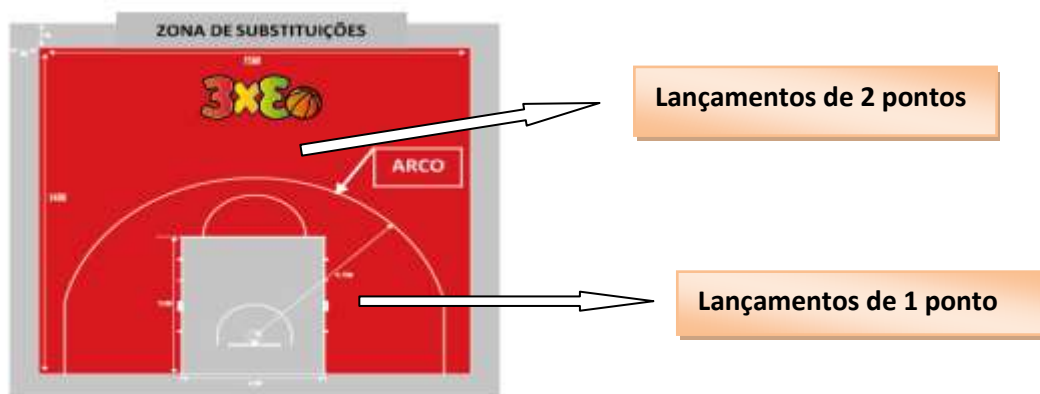 ZONA DE SUBSTITUIÇÕES
3X3
Lançamentos de 2 pontos
ARCO
Lançamentos de 1 ponto